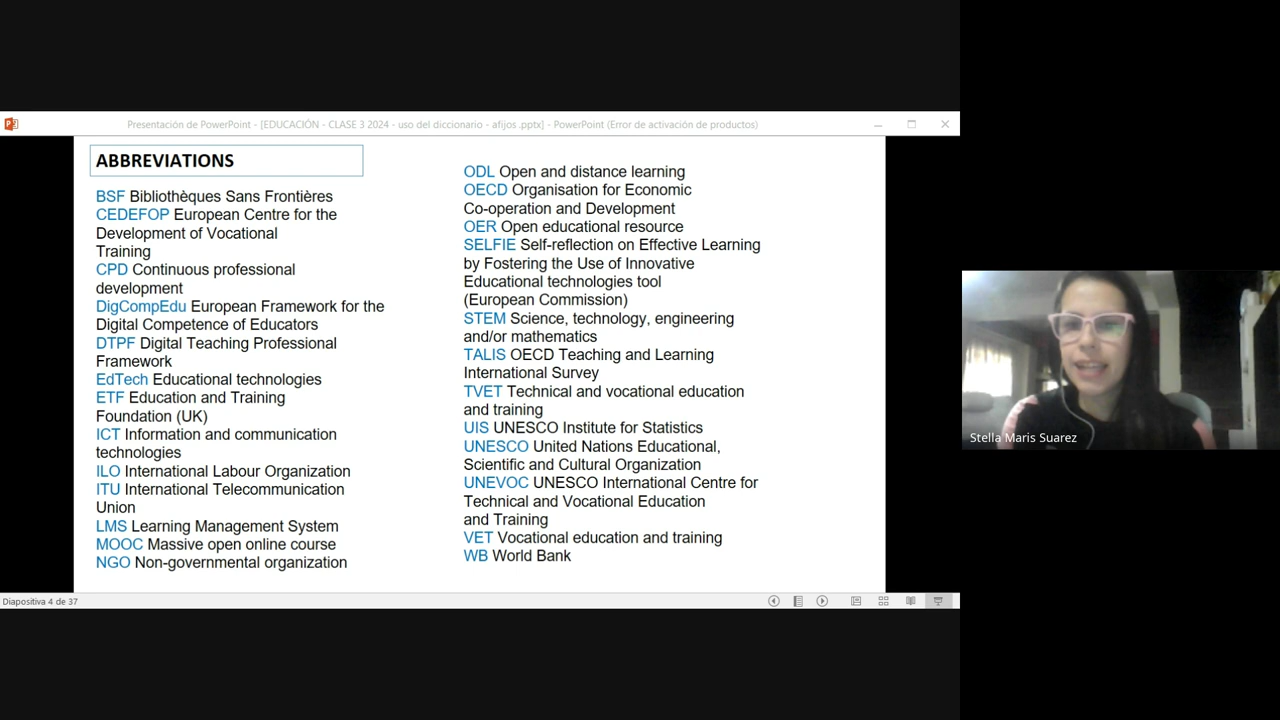 Presentación de PowerPoint - [EDUCACIÓN - CLASE 3 2024 - uso del diccionario - afijos .pptx] - PowerPoint (Error de activación de productos)
ABBREVIATIONS
BSF Bibliothèques Sans Frontières
CEDEFOP European Centre for the
Development of Vocational
Training
CPD Continuous professional
development
DigCompEdu European Framework for the
Digital Competence of Educators
DTPF Digital Teaching Professional
Framework
EdTech Educational technologies
ETF Education and Training
Foundation (UK)
ICT Information and communication
technologies
ILO International Labour Organization
ITU International Telecommunication
Union
LMS Learning Management System
MOOC Massive open online course
NGO Non-governmental organization
ODL Open and distance learning
OECD Organisation for Economic
Co-operation and Development
OER Open educational resource
SELFIE Self-reflection on Effective Learning
by Fostering the Use of Innovative
Educational technologies tool
(European Commission)
STEM Science, technology, engineering
and/or mathematics
TALIS OECD Teaching and Learning
International Survey
TVET Technical and vocational education
and training
UIS UNESCO Institute for Statistics
UNESCO United Nations Educational,
Scientific and Cultural Organization
UNEVOC UNESCO International Centre for
Technical and Vocational Education
and Training
VET Vocational education and training
WB World Bank
Diapositiva 4 de 37
Stella Maris Suarez